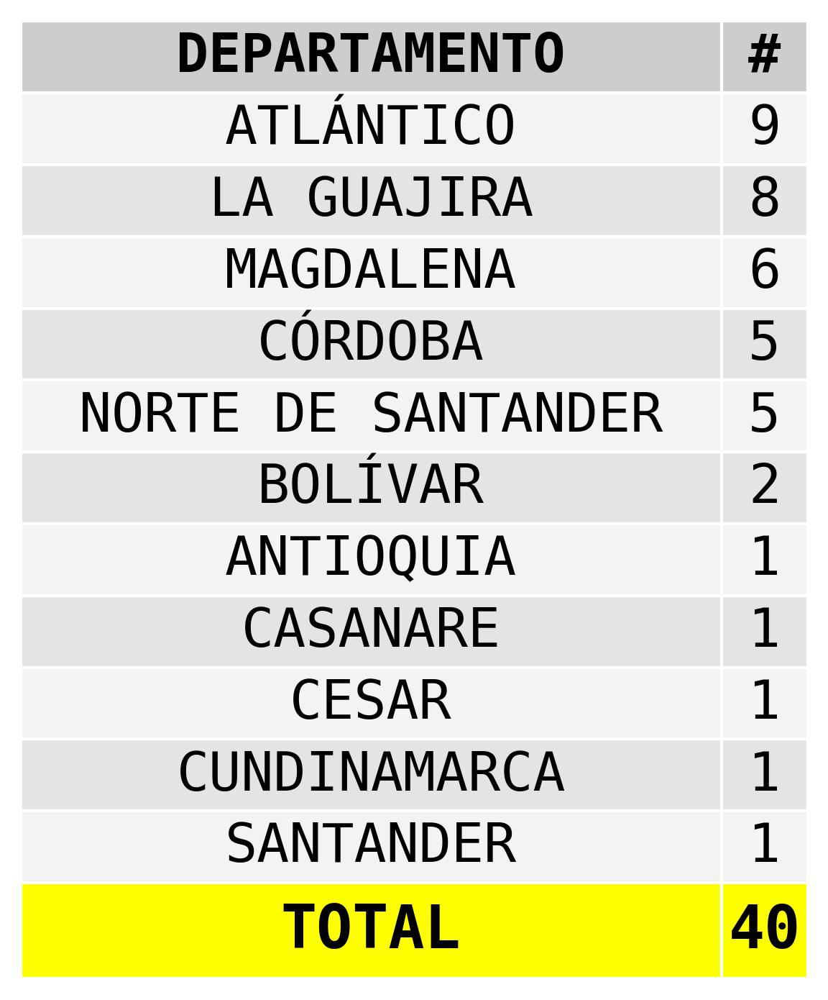 DEPARTAMENTO #
ATLÁNTICO 9
LA GUAJIRA 8
MAGDALENA 6
CÓRDOBA 5
NORTE DE SANTANDER 5
BOLÍVAR 2
ANTIOQUIA 1
CASANARE 1
CESAR 1
CUNDINAMARCA 1
SANTANDER 1
TOTAL 40